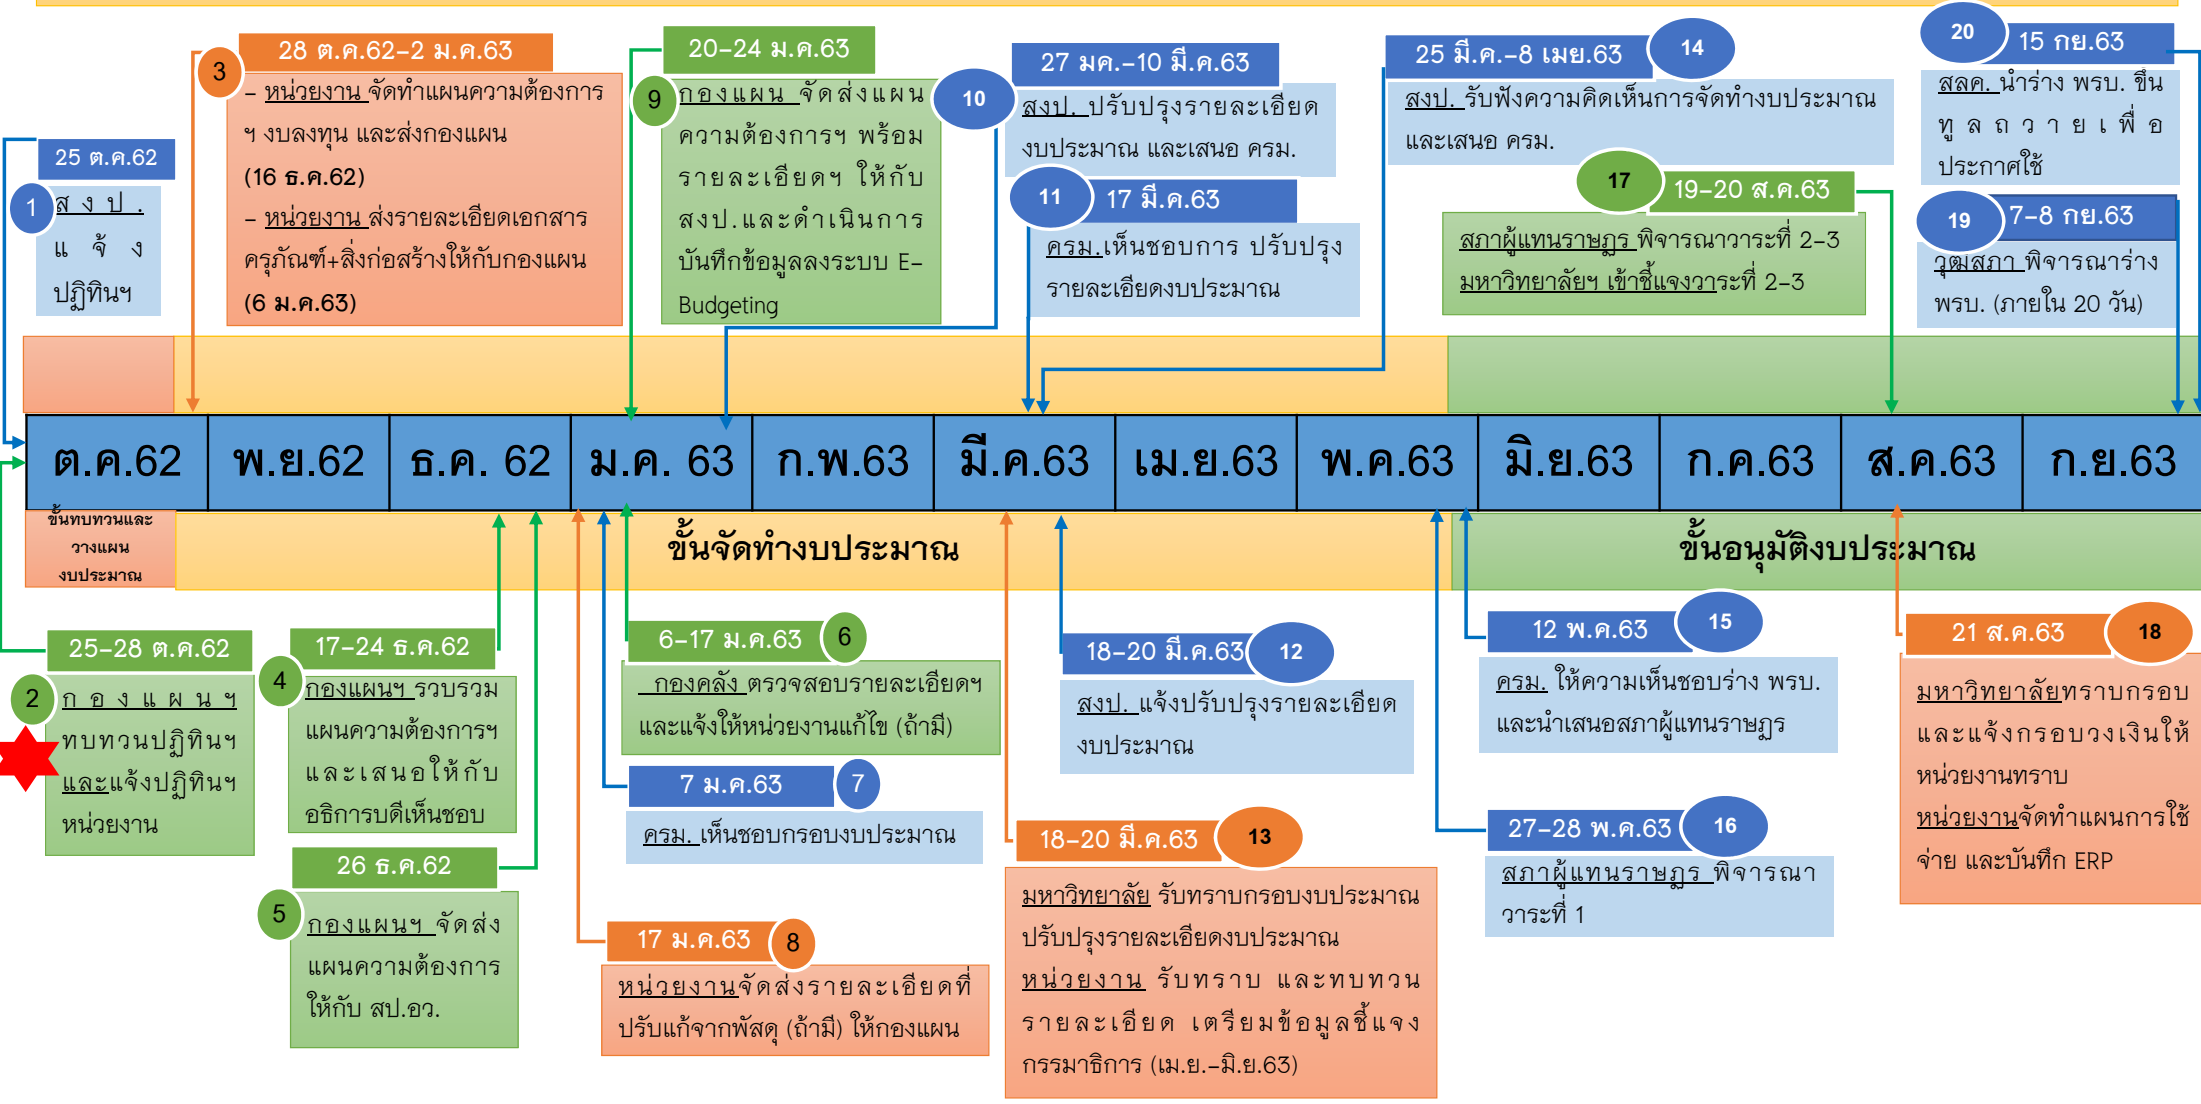 1
25 ต.ค.62
ส ง ป .
แ จ้ ง
ปฏิทินฯ
3
28 ต.ค.62-2 ม.ค.63
- หน่วยงาน จัดทำแผนความต้องการ
ฯ งบลงทุน และส่งกองแผน
(16 ธ.ค.62)
- หน่วยงาน ส่งรายละเอียดเอกสาร
ครุภัณฑ์+สิ่งก่อสร้างให้กับกองแผน
(6 ม.ค.63)
20-24 ม.ค.63
9
กองแผน จัดส่งแผน
ความต้องการฯ พร้อม
รายละเอียดฯ ให้กับ
สงป.และดำเนินการ
บันทึกข้อมูลลงระบบ E-
Budgeting
10
27 มค.-10 มี.ค.63
สงป. ปรับปรุงรายละเอียด
งบประมาณ และเสนอ ครม.
11
17 มี.ค.63
ครม.เห็นชอบการ ปรับปรุง
รายละเอียดงบประมาณ
25 มี.ค.-8 เมย.63
14
สงป. รับฟังความคิดเห็นการจัดทำงบประมาณ
และเสนอ ครม.
17
19-20 ส.ค.63
สภาผู้แทนราษฎร พิจารณาวาระที่ 2-3
มหาวิทยาลัยฯ เข้าชี้แจงวาระที่ 2-3
20
15 กย.63
สลค. นำร่าง พรบ. ขึ้น
ทู ล ถ ว า ย เ พื่ อ
ประกาศใช้
19
7-8 กย.63
วุฒสภา พิจารณาร่าง
พรบ. (ภายใน 20 วัน)
ต.ค.62
พ.ย.62
ธ.ค. 62
ม.ค. 63
ก.พ.63
มี.ค.63
เม.ย.63
พ.ค.63
มิ.ย.63
ก.ค.63
ส.ค.63
ก.ย.63
ขั้นทบทวนและ
วางแผน
งบประมาณ
ขั้นจัดทำงบประมาณ
ขั้นอนุมัติงบประมาณ
25-28 ต.ค.62
2
ก อ ง แ ผ น ฯ
ทบทวนปฏิทินฯ
และแจ้งปฏิทินฯ
หน่วยงาน
17-24 ธ.ค.62
4
กองแผนฯ รวบรวม
แผนความต้องการฯ
และเสนอให้กับ
อธิการบดีเห็นชอบ
26 ธ.ค.62
5
กองแผนฯ จัดส่ง
แผนความต้องการ
ให้กับ สป.อว.
6-17 ม.ค.63
6
กองคลัง ตรวจสอบรายละเอียดฯ
และแจ้งให้หน่วยงานแก้ไข (ถ้ามี)
7 ม.ค.63
7
ครม. เห็นชอบกรอบงบประมาณ
17 ม.ค.63
8
หน่วยงานจัดส่งรายละเอียดที่
ปรับแก้จากพัสดุ (ถ้ามี) ให้กองแผน
18-20 มี.ค.63
12
สงป. แจ้งปรับปรุงรายละเอียด
งบประมาณ
18-20 มี.ค.63
13
มหาวิทยาลัย รับทราบกรอบงบประมาณ
ปรับปรุงรายละเอียดงบประมาณ
หน่วยงาน รับทราบ และทบทวน
รายละเอียด เตรียมข้อมูลชี้แจง
กรรมาธิการ (เม.ย.-มิ.ย.63)
12 พ.ค.63
15
ครม. ให้ความเห็นชอบร่าง พรบ.
และนำเสนอสภาผู้แทนราษฎร
27-28 พ.ค.63
16
สภาผู้แทนราษฎร พิจารณา
วาระที่ 1
21 ส.ค.63
18
มหาวิทยาลัยทราบกรอบ
และแจ้งกรอบวงเงินให้
หน่วยงานทราบ
หน่วยงานจัดทำแผนการใช้
จ่าย และบันทึก ERP